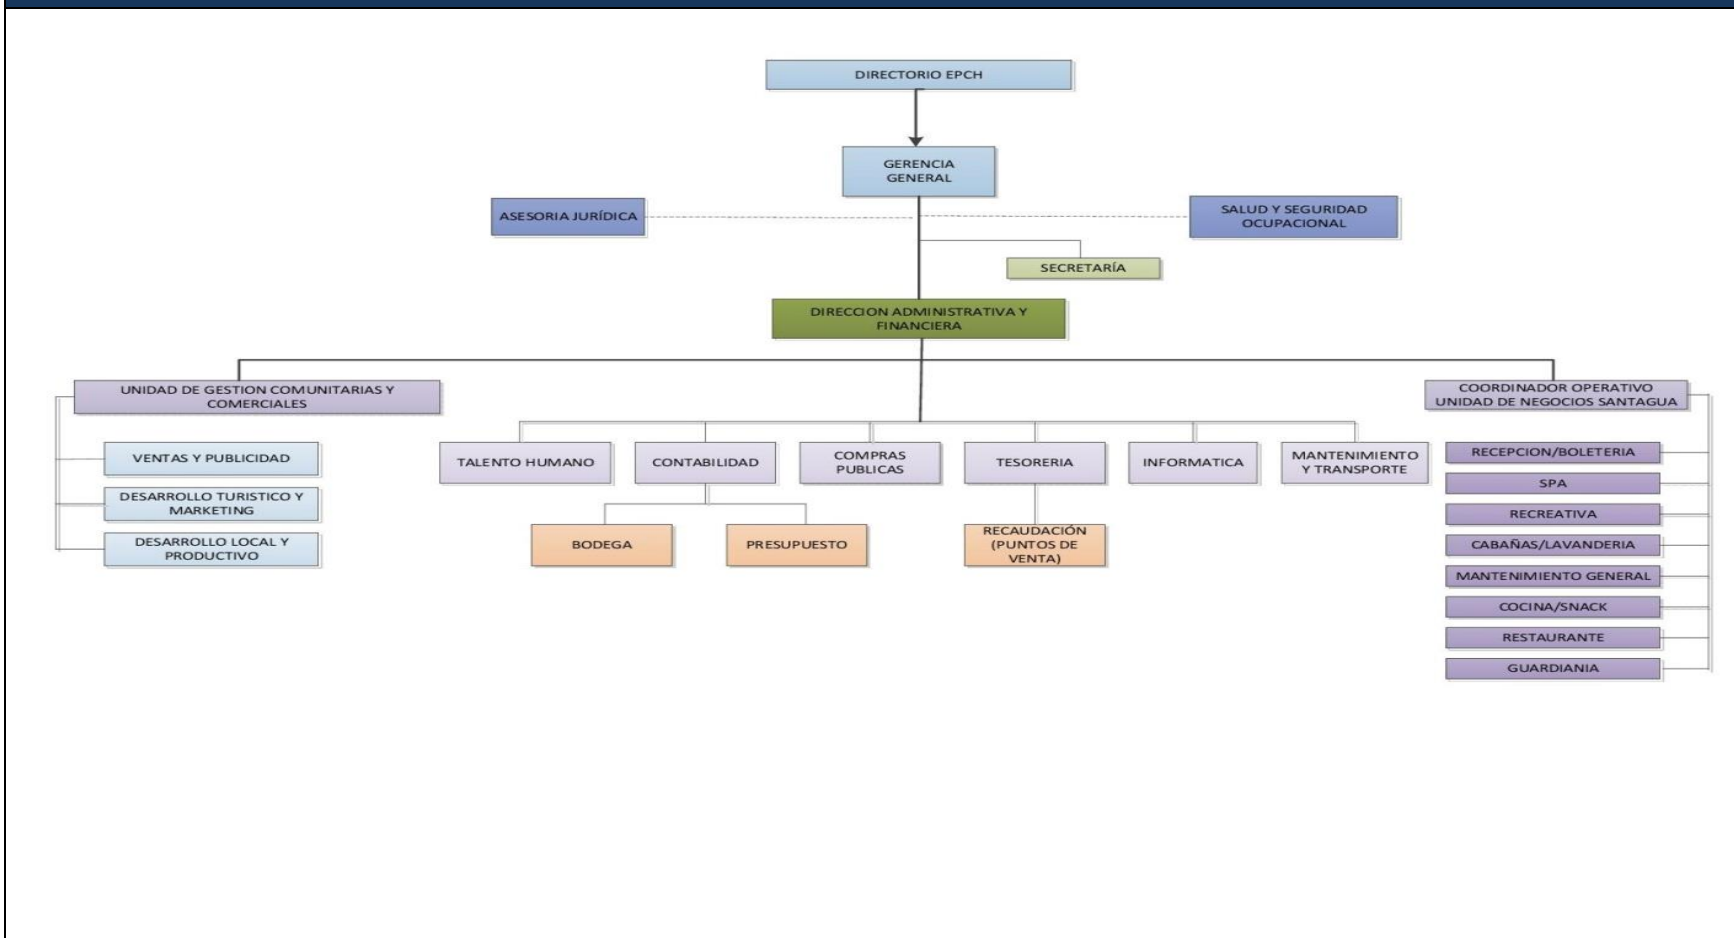 DIRECTORIO EPCH
GERENCIA
GENERAL
ASESORIA JURÍDICA
SALUD Y SEGURIDAD
OCUPACIONAL
SECRETARÍA
DIRECCION ADMINISTRATIVA Y
FINANCIERA
UNIDAD DE GESTION COMUNITARIAS Y
COMERCIALES
VENTAS Y PUBLICIDAD
DESARROLLO TURISTICO Y
MARKETING
DESARROLLO LOCAL Y
PRODUCTIVO
TALENTO HUMANO
CONTABILIDAD
COMPRAS
PUBLICAS
TESORERIA
INFORMATICA
MANTENIMIENTO
Y TRANSPORTE
BODEGA
PRESUPUESTO
RECAUDACIÓN
(PUNTOS DE
VENTA)
COORDINADOR OPERATIVO
UNIDAD DE NEGOCIOS SANTAGUA
RECEPCION/BOLETERIA
SPA
RECREATIVA
CABAÑAS/LAVANDERIA
MANTENIMIENTO GENERAL
COCINA/SNACK
RESTAURANTE
GUARDIANIA